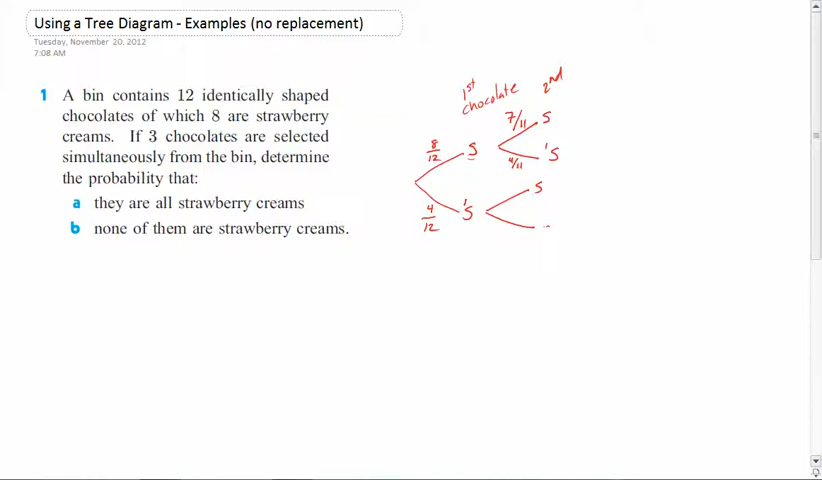 Using a Tree Diagram - Examples (no replacement)
Tuesday, November 20, 2012
7:08 AM
1 A bin contains 12 identically shaped
chocolates of which 8 are strawberry
creams. If 3 chocolates are selected
simultaneously from the bin, determine
the probability that:
a they are all strawberry creams
b none of them are strawberry creams.
1st
chocolate
2nd
8/12 S
7/11 S
4/11 'S
4/12 'S
S